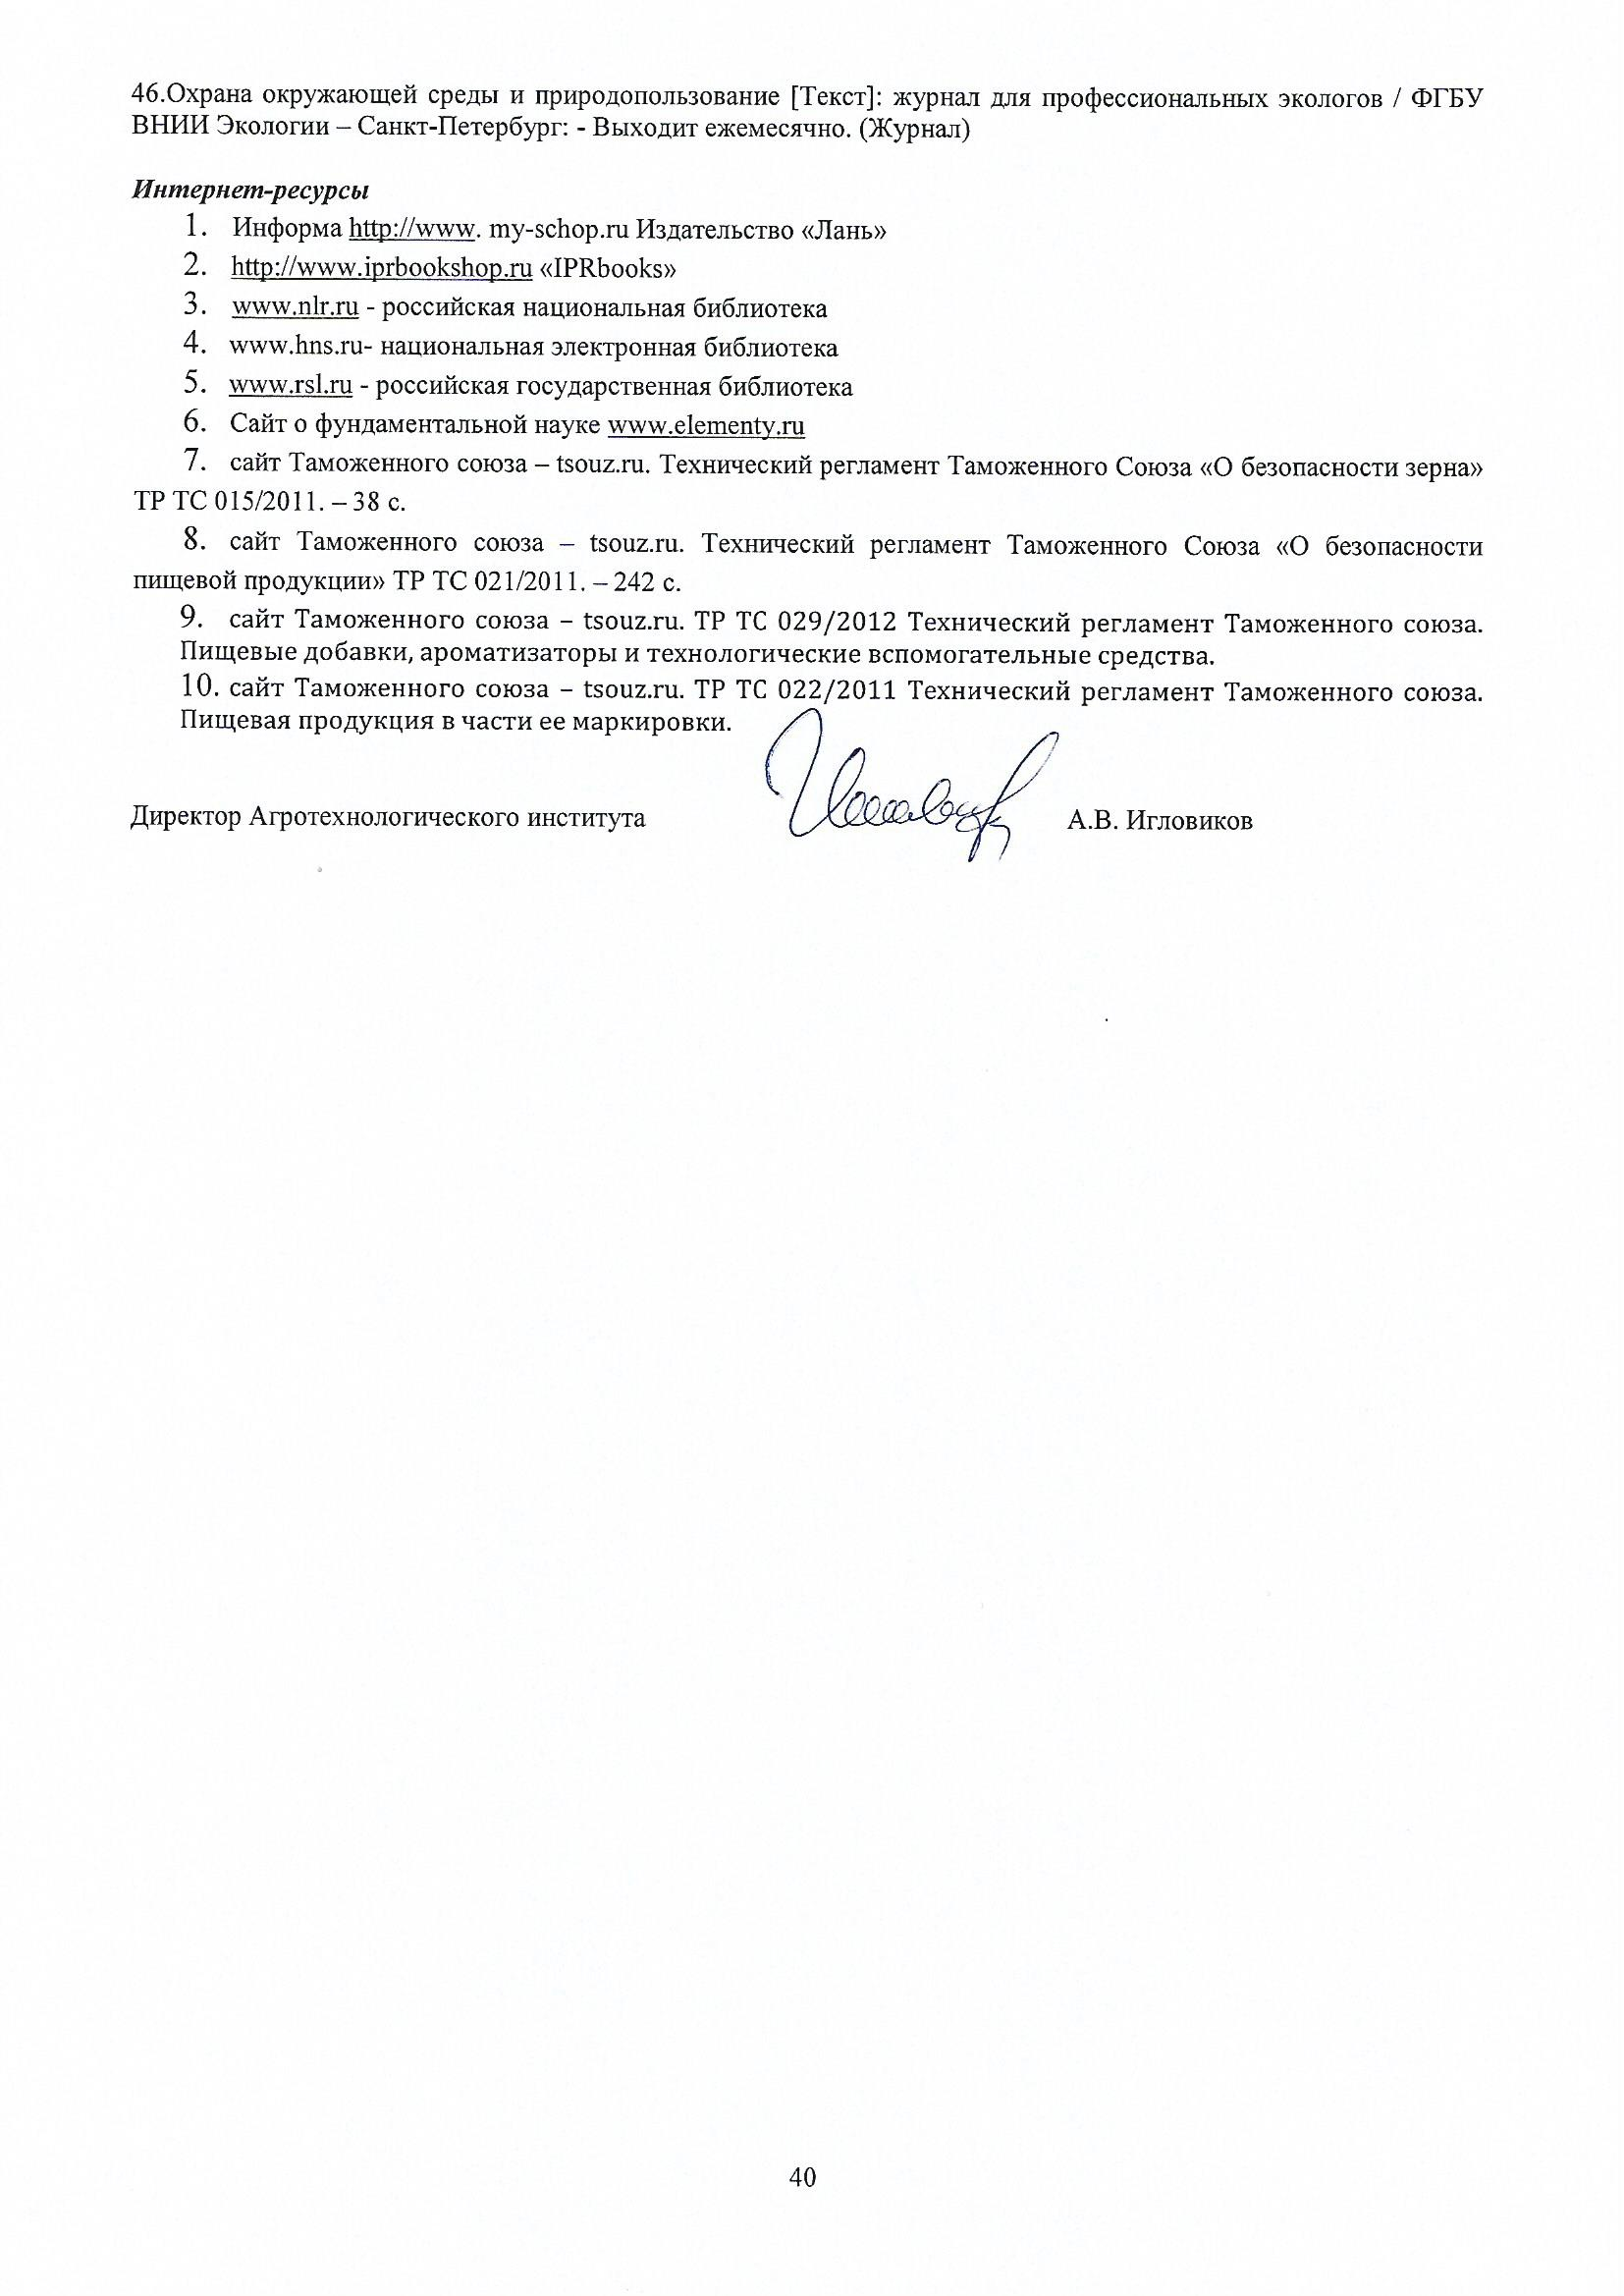 46.Охрана окружающей среды и природопользование [Текст]: журнал для профессиональных экологов / ФГБУ
ВНИИ Экологии – Санкт-Петербург: - Выходит ежемесячно. (Журнал)
Интернет-ресурсы
1. Информа http://www. my-schop.ru Издательство «Лань»
2. http://www.iprbookshop.ru «IPRbooks»
3. www.nlr.ru - российская национальная библиотека
4. www.hns.ru- национальная электронная библиотека
5. www.rsl.ru - российская государственная библиотека
6. Сайт о фундаментальной науке www.elementy.ru
7. сайт Таможенного союза – tsouz.ru. Технический регламент Таможенного Союза «О безопасности зерна»
ТР ТС 015/2011. – 38 с.
8. сайт Таможенного союза – tsouz.ru. Технический регламент Таможенного Союза «О безопасности
пищевой продукции» ТР ТС 021/2011. – 242 с.
9. сайт Таможенного союза – tsouz.ru. ТР ТС 029/2012 Технический регламент Таможенного союза.
Пищевые добавки, ароматизаторы и технологические вспомогательные средства.
10. сайт Таможенного союза – tsouz.ru. ТР ТС 022/2011 Технический регламент Таможенного союза.
Пищевая продукция в части ее маркировки.
Директор Агротехнологического института А.В. Игловиков
40